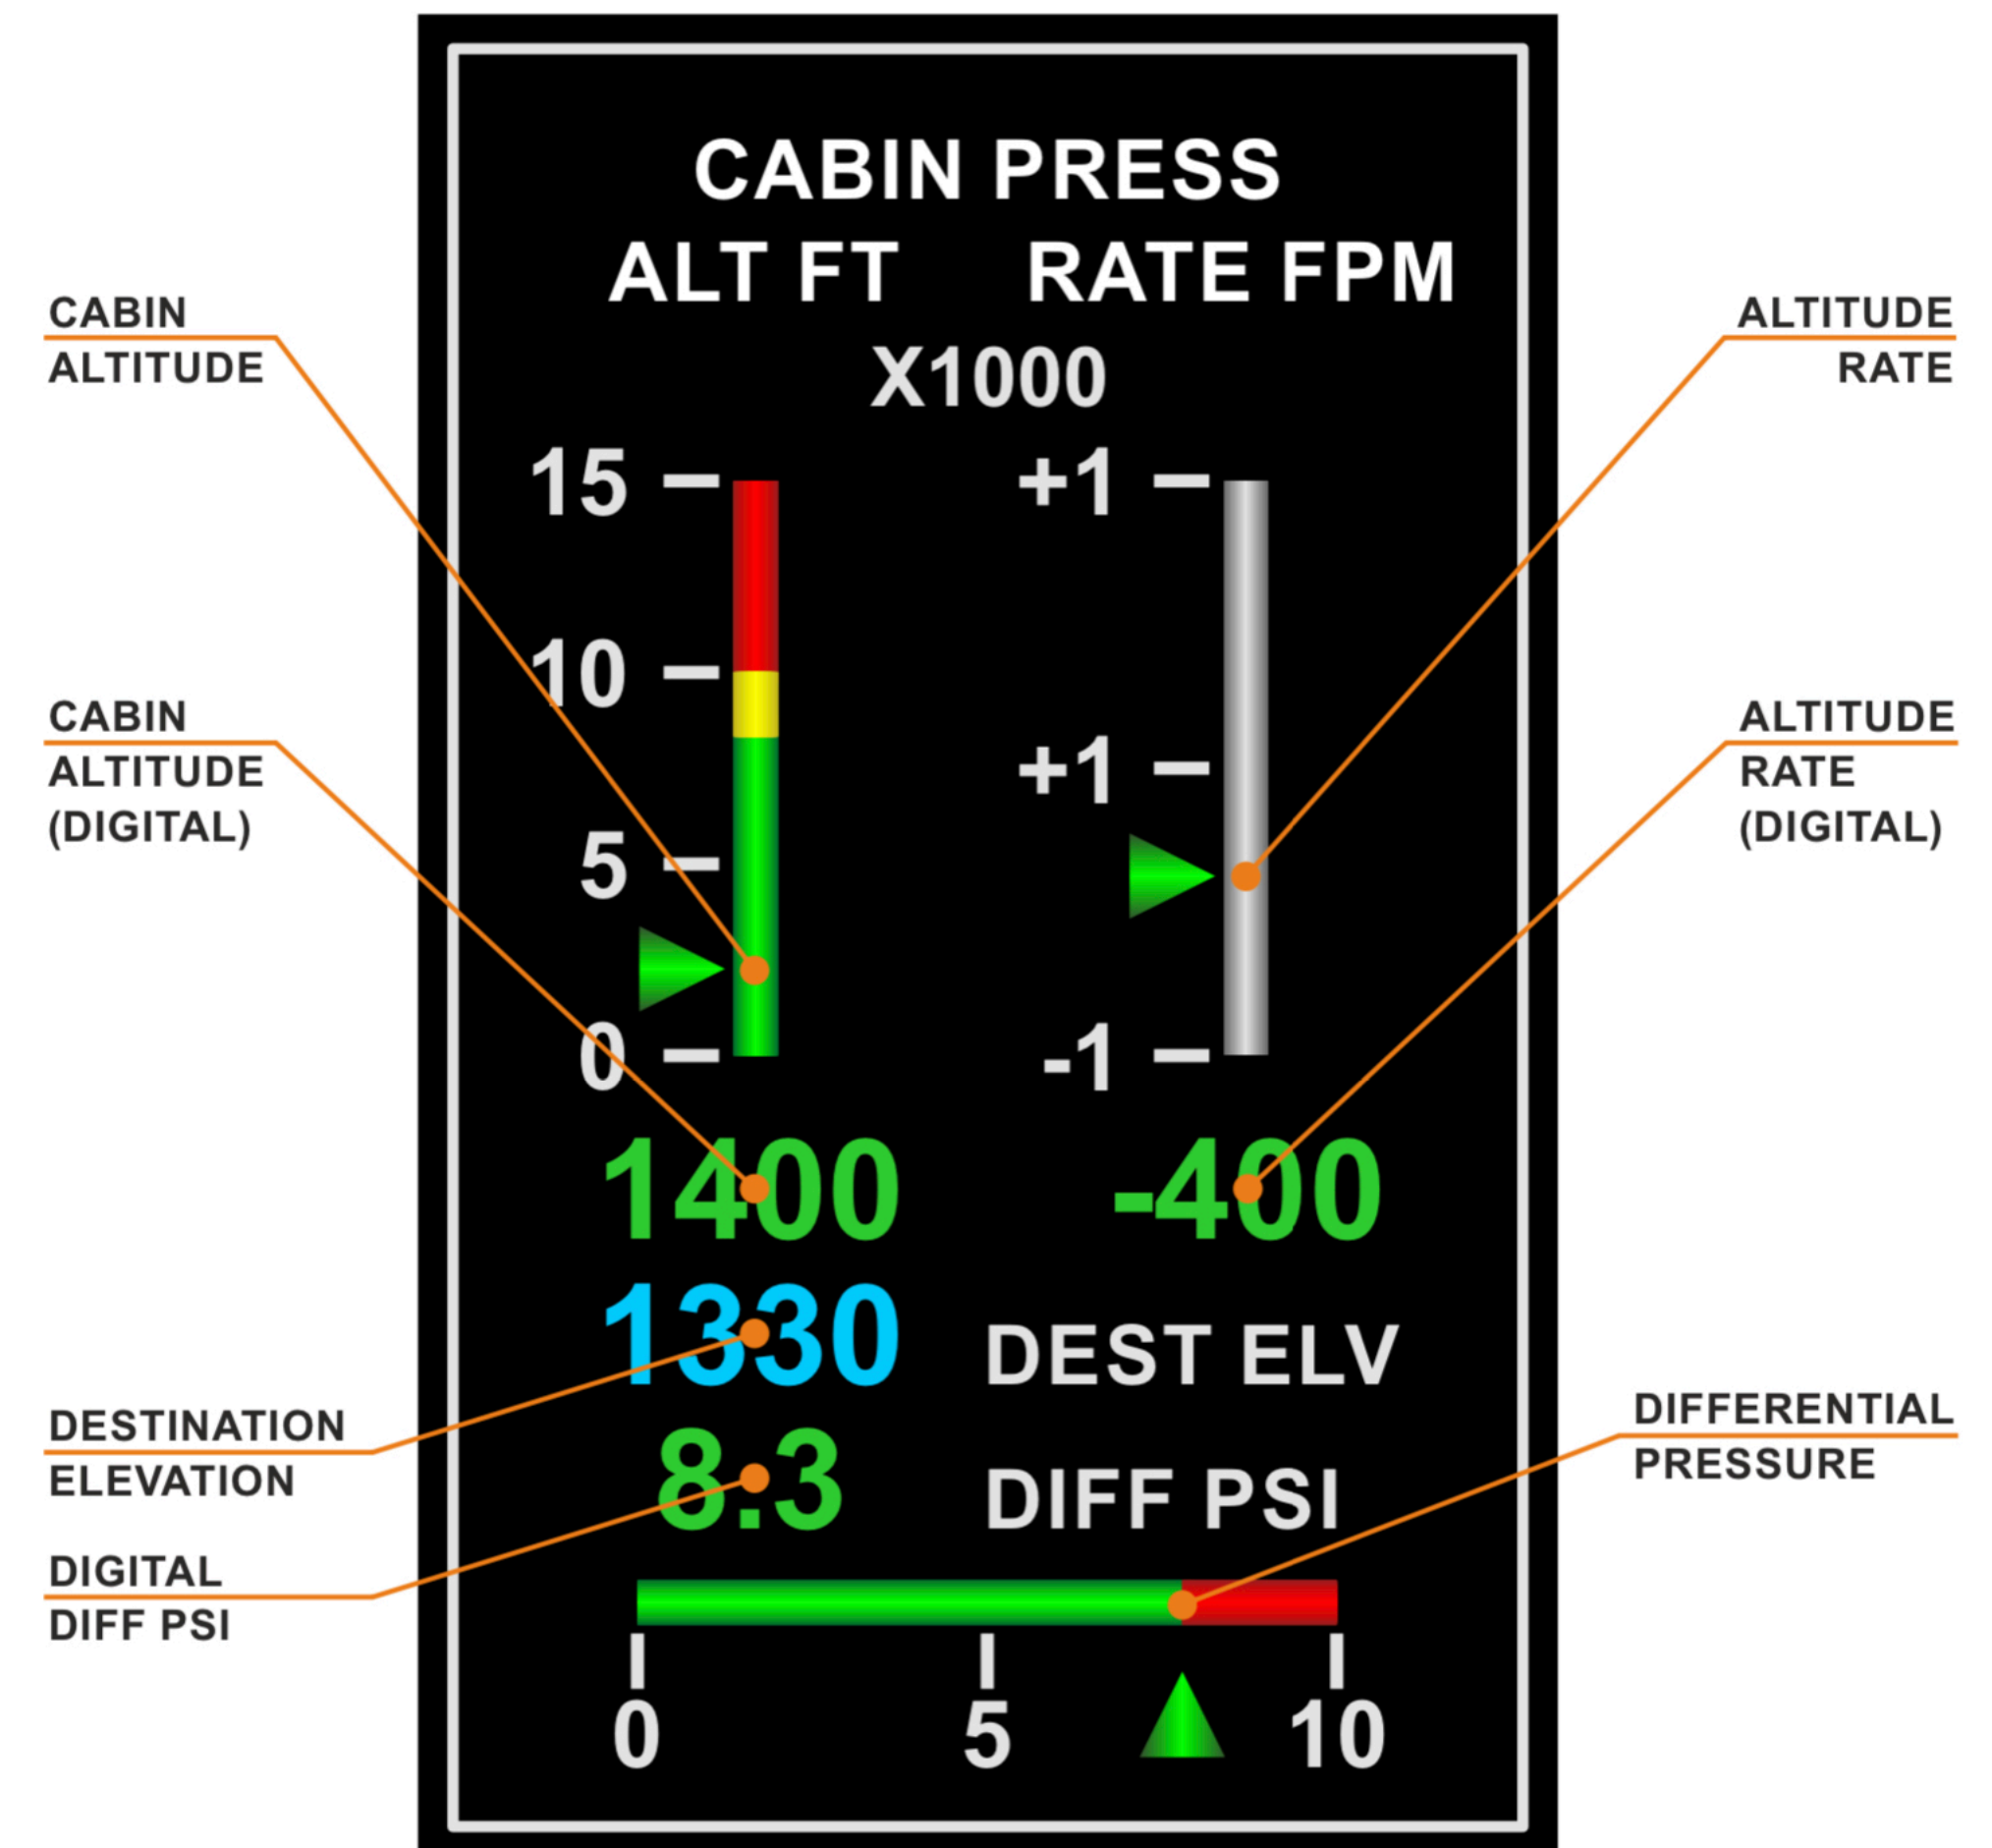 CABIN PRESS
ALT FT RATE FPM
X1000
CABIN
ALTITUDE
ALTITUDE
RATE
15
+1
10
CABIN
ALTITUDE
(DIGITAL)
+1
ALTITUDE
RATE
(DIGITAL)
5
0
-1
1400 -400
1330 DEST ELV
DESTINATION
ELEVATION
8.3 DIFF PSI
DIFFERENTIAL
PRESSURE
DIGITAL
DIFF PSI
0 5 10